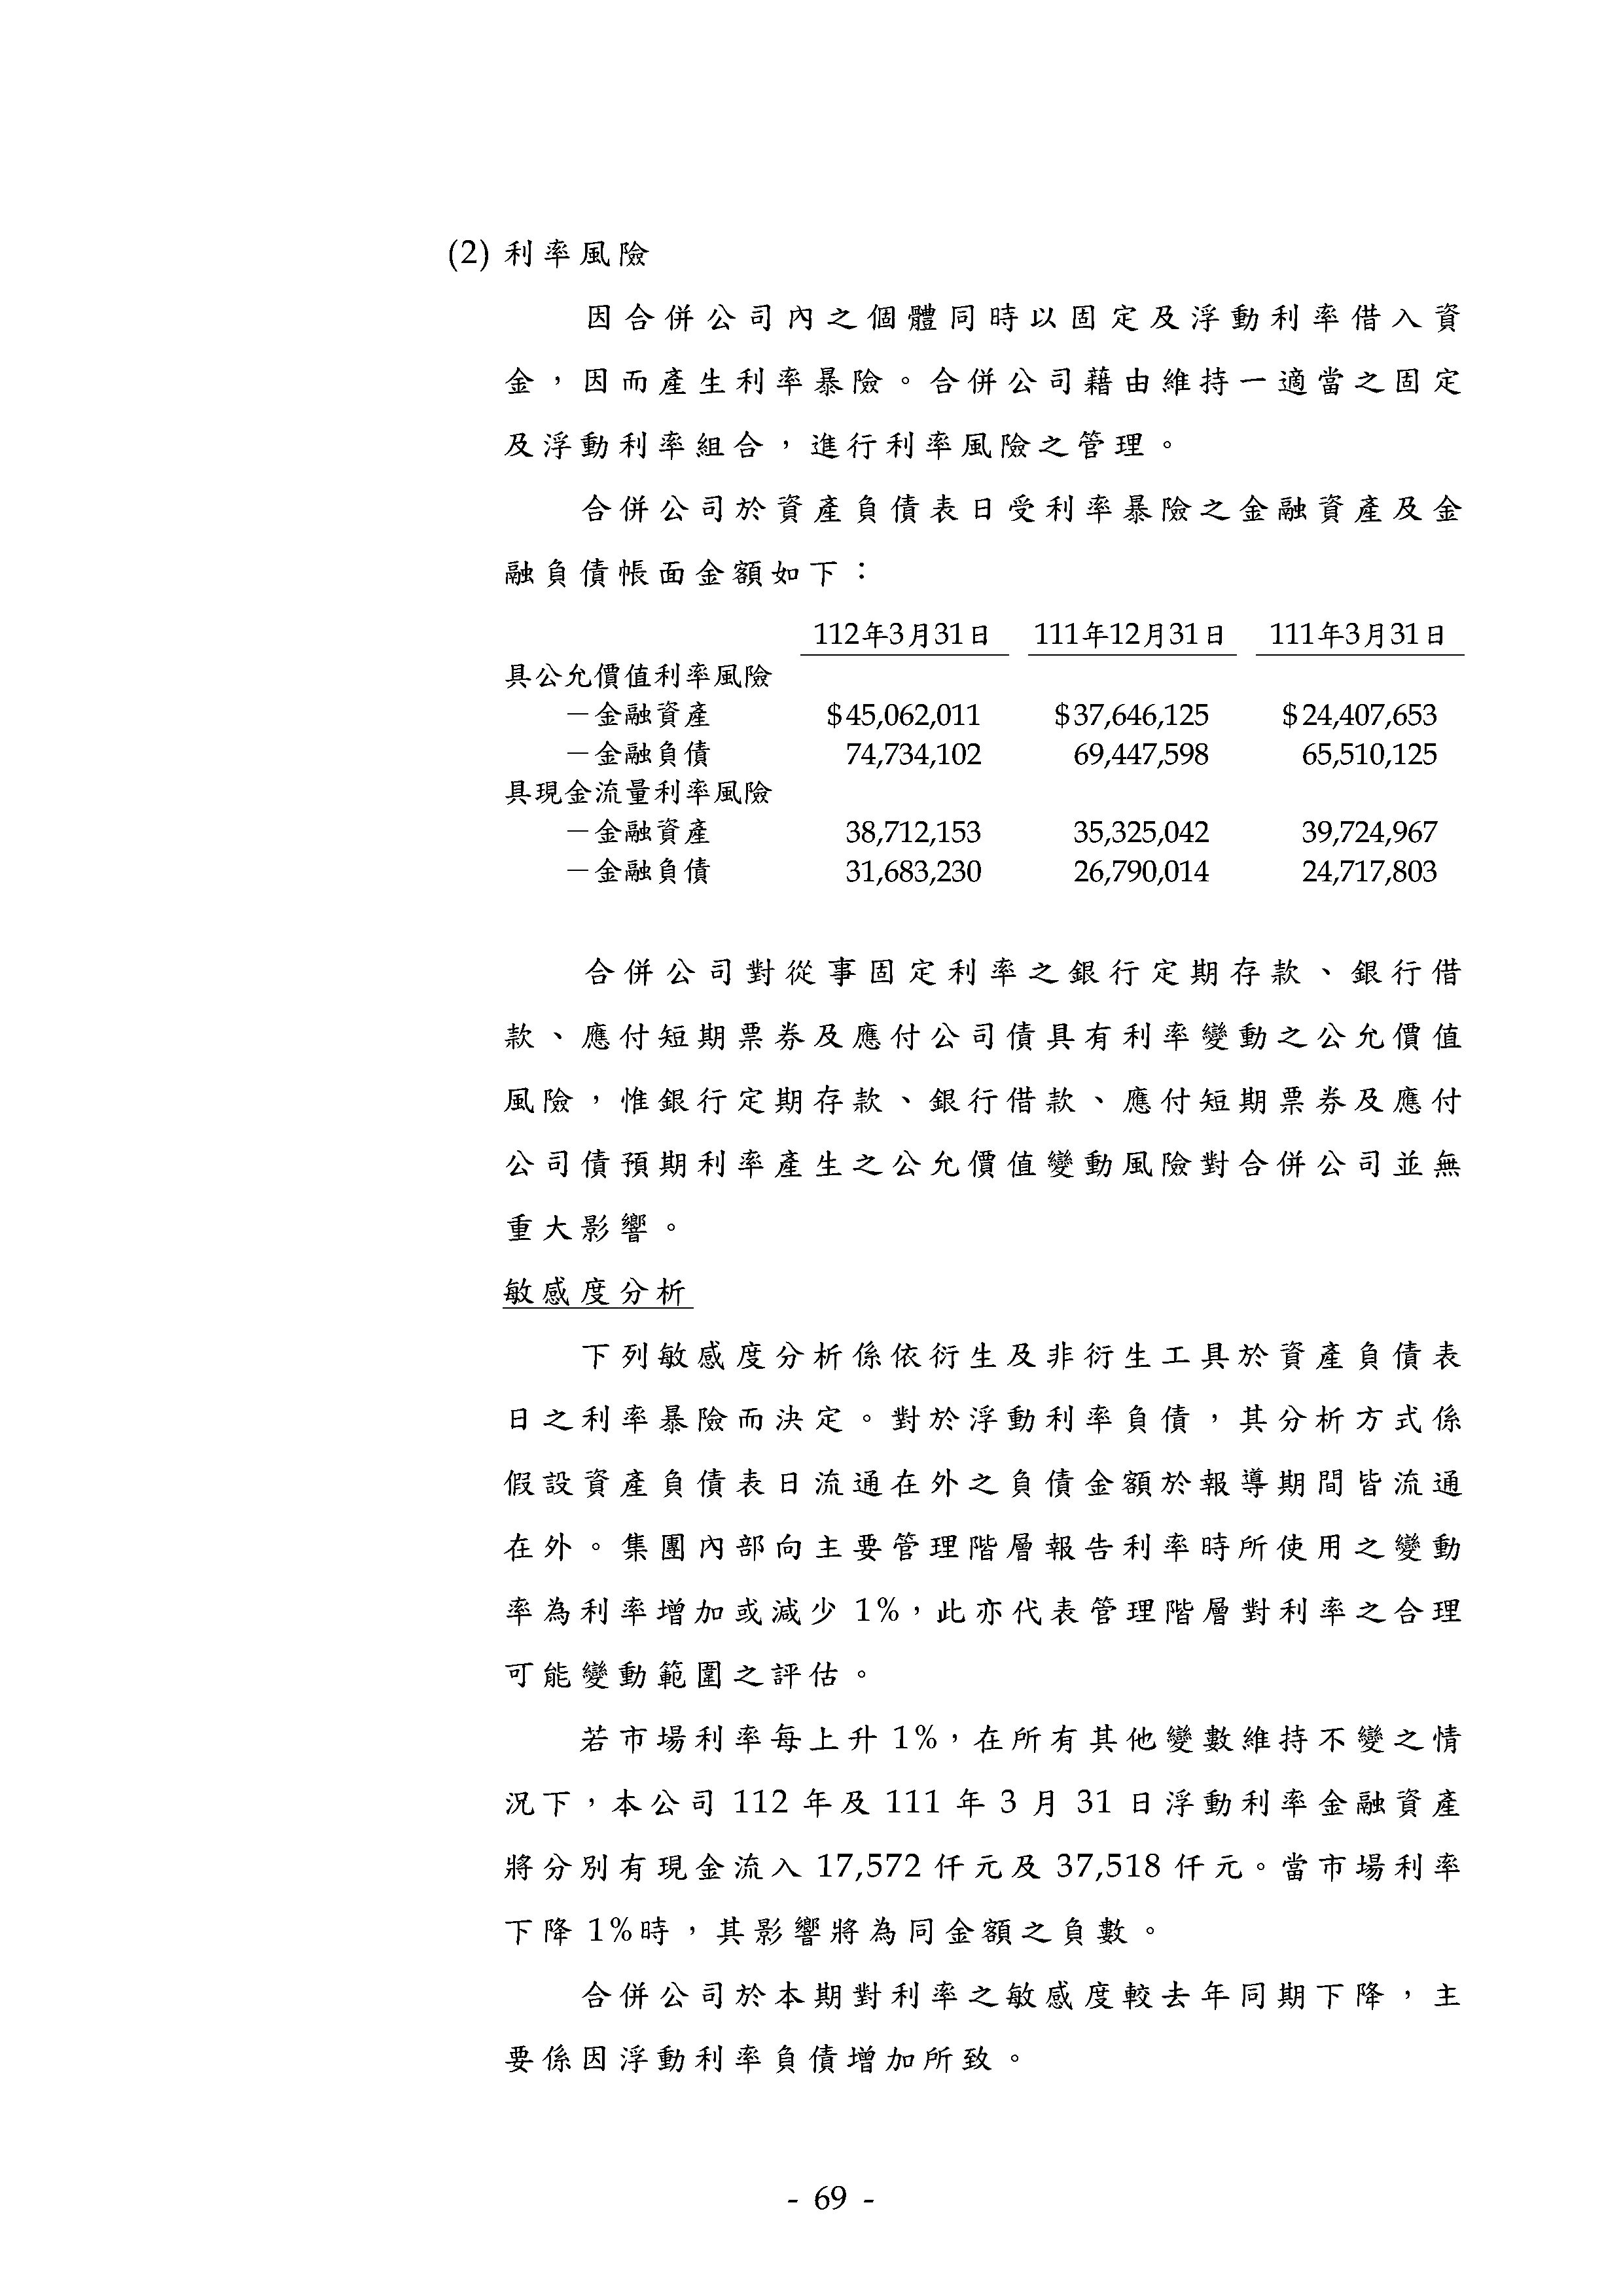 (2) 利率風險
因合併公司內之個體同時以固定及浮動利率借入資
金，因而產生利率暴險。合併公司藉由維持一適當之固定
及浮動利率組合，進行利率風險之管理。
合併公司於資產負債表日受利率暴險之金融資產及金
融負債帳面金額如下：
112年3月31日 111年12月31日 111年3月31日
具公允價值利率風險
－金融資產 $45,062,011 $37,646,125 $24,407,653
－金融負債 74,734,102 69,447,598 65,510,125
具現金流量利率風險
－金融資產 38,712,153 35,325,042 39,724,967
－金融負債 31,683,230 26,790,014 24,717,803
合併公司對從事固定利率之銀行定期存款、銀行借
款、應付短期票券及應付公司債具有利率變動之公允價值
風險，惟銀行定期存款、銀行借款、應付短期票券及應付
公司債預期利率產生之公允價值變動風險對合併公司並無
重大影響。
敏感度分析
下列敏感度分析係依衍生及非衍生工具於資產負債表
日之利率暴險而決定。對於浮動利率負債，其分析方式係
假設資產負債表日流通在外之負債金額於報導期間皆流通
在外。集團內部向主要管理階層報告利率時所使用之變動
率為利率增加或減少 1%，此亦代表管理階層對利率之合理
可能變動範圍之評估。
若市場利率每上升 1%，在所有其他變數維持不變之情
況下，本公司 112 年及 111 年 3 月 31 日浮動利率金融資產
將分別有現金流入 17,572 仟元及 37,518 仟元。當市場利率
下降 1%時，其影響將為同金額之負數。
合併公司於本期對利率之敏感度較去年同期下降，主
要係因浮動利率負債增加所致。
- 69 -